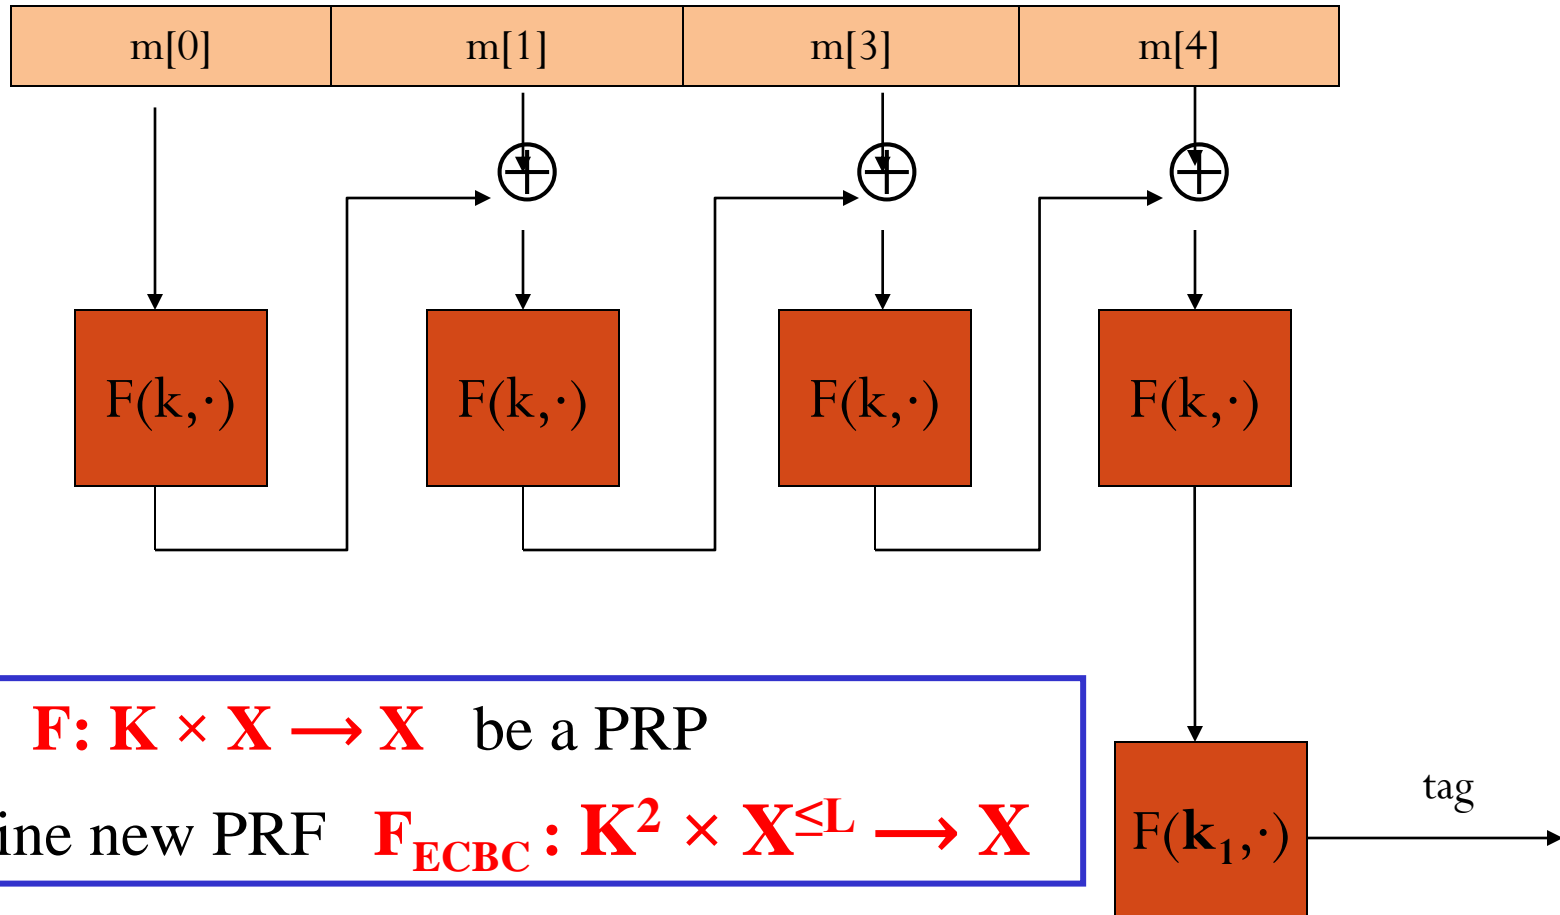 m[0] m[1] m[3] m[4]
F(k,·) F(k,·) F(k,·) F(k,·)
F: K × X ⟶ X be a PRP
ine new PRF F_ECBC : K² × X^≤L ⟶ X
tag
F(k₁,·)